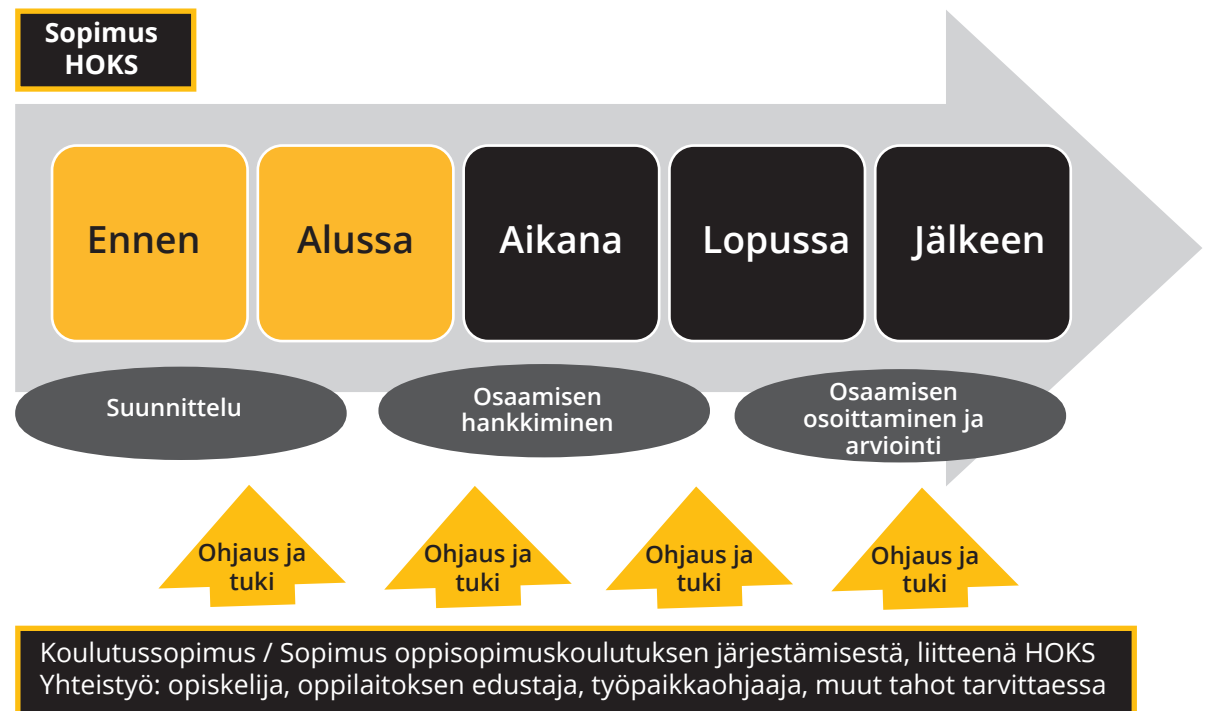 Sopimus
HOKS
Ennen
Alussa
Aikana
Lopussa
Jälkeen
Suunnittelu
Osaamisen
hankkiminen
Osaamisen
osoittaminen ja
arviointi
Ohjaus ja
tuki
Ohjaus ja
tuki
Ohjaus ja
tuki
Ohjaus ja
tuki
Koulutussopimus / Sopimus oppisopimuskoulutuksen järjestämisestä, liitteenä HOKS
Yhteistyö: opiskelija, oppilaitoksen edustaja, työpaikkaohjaaja, muut tahot tarvittaessa